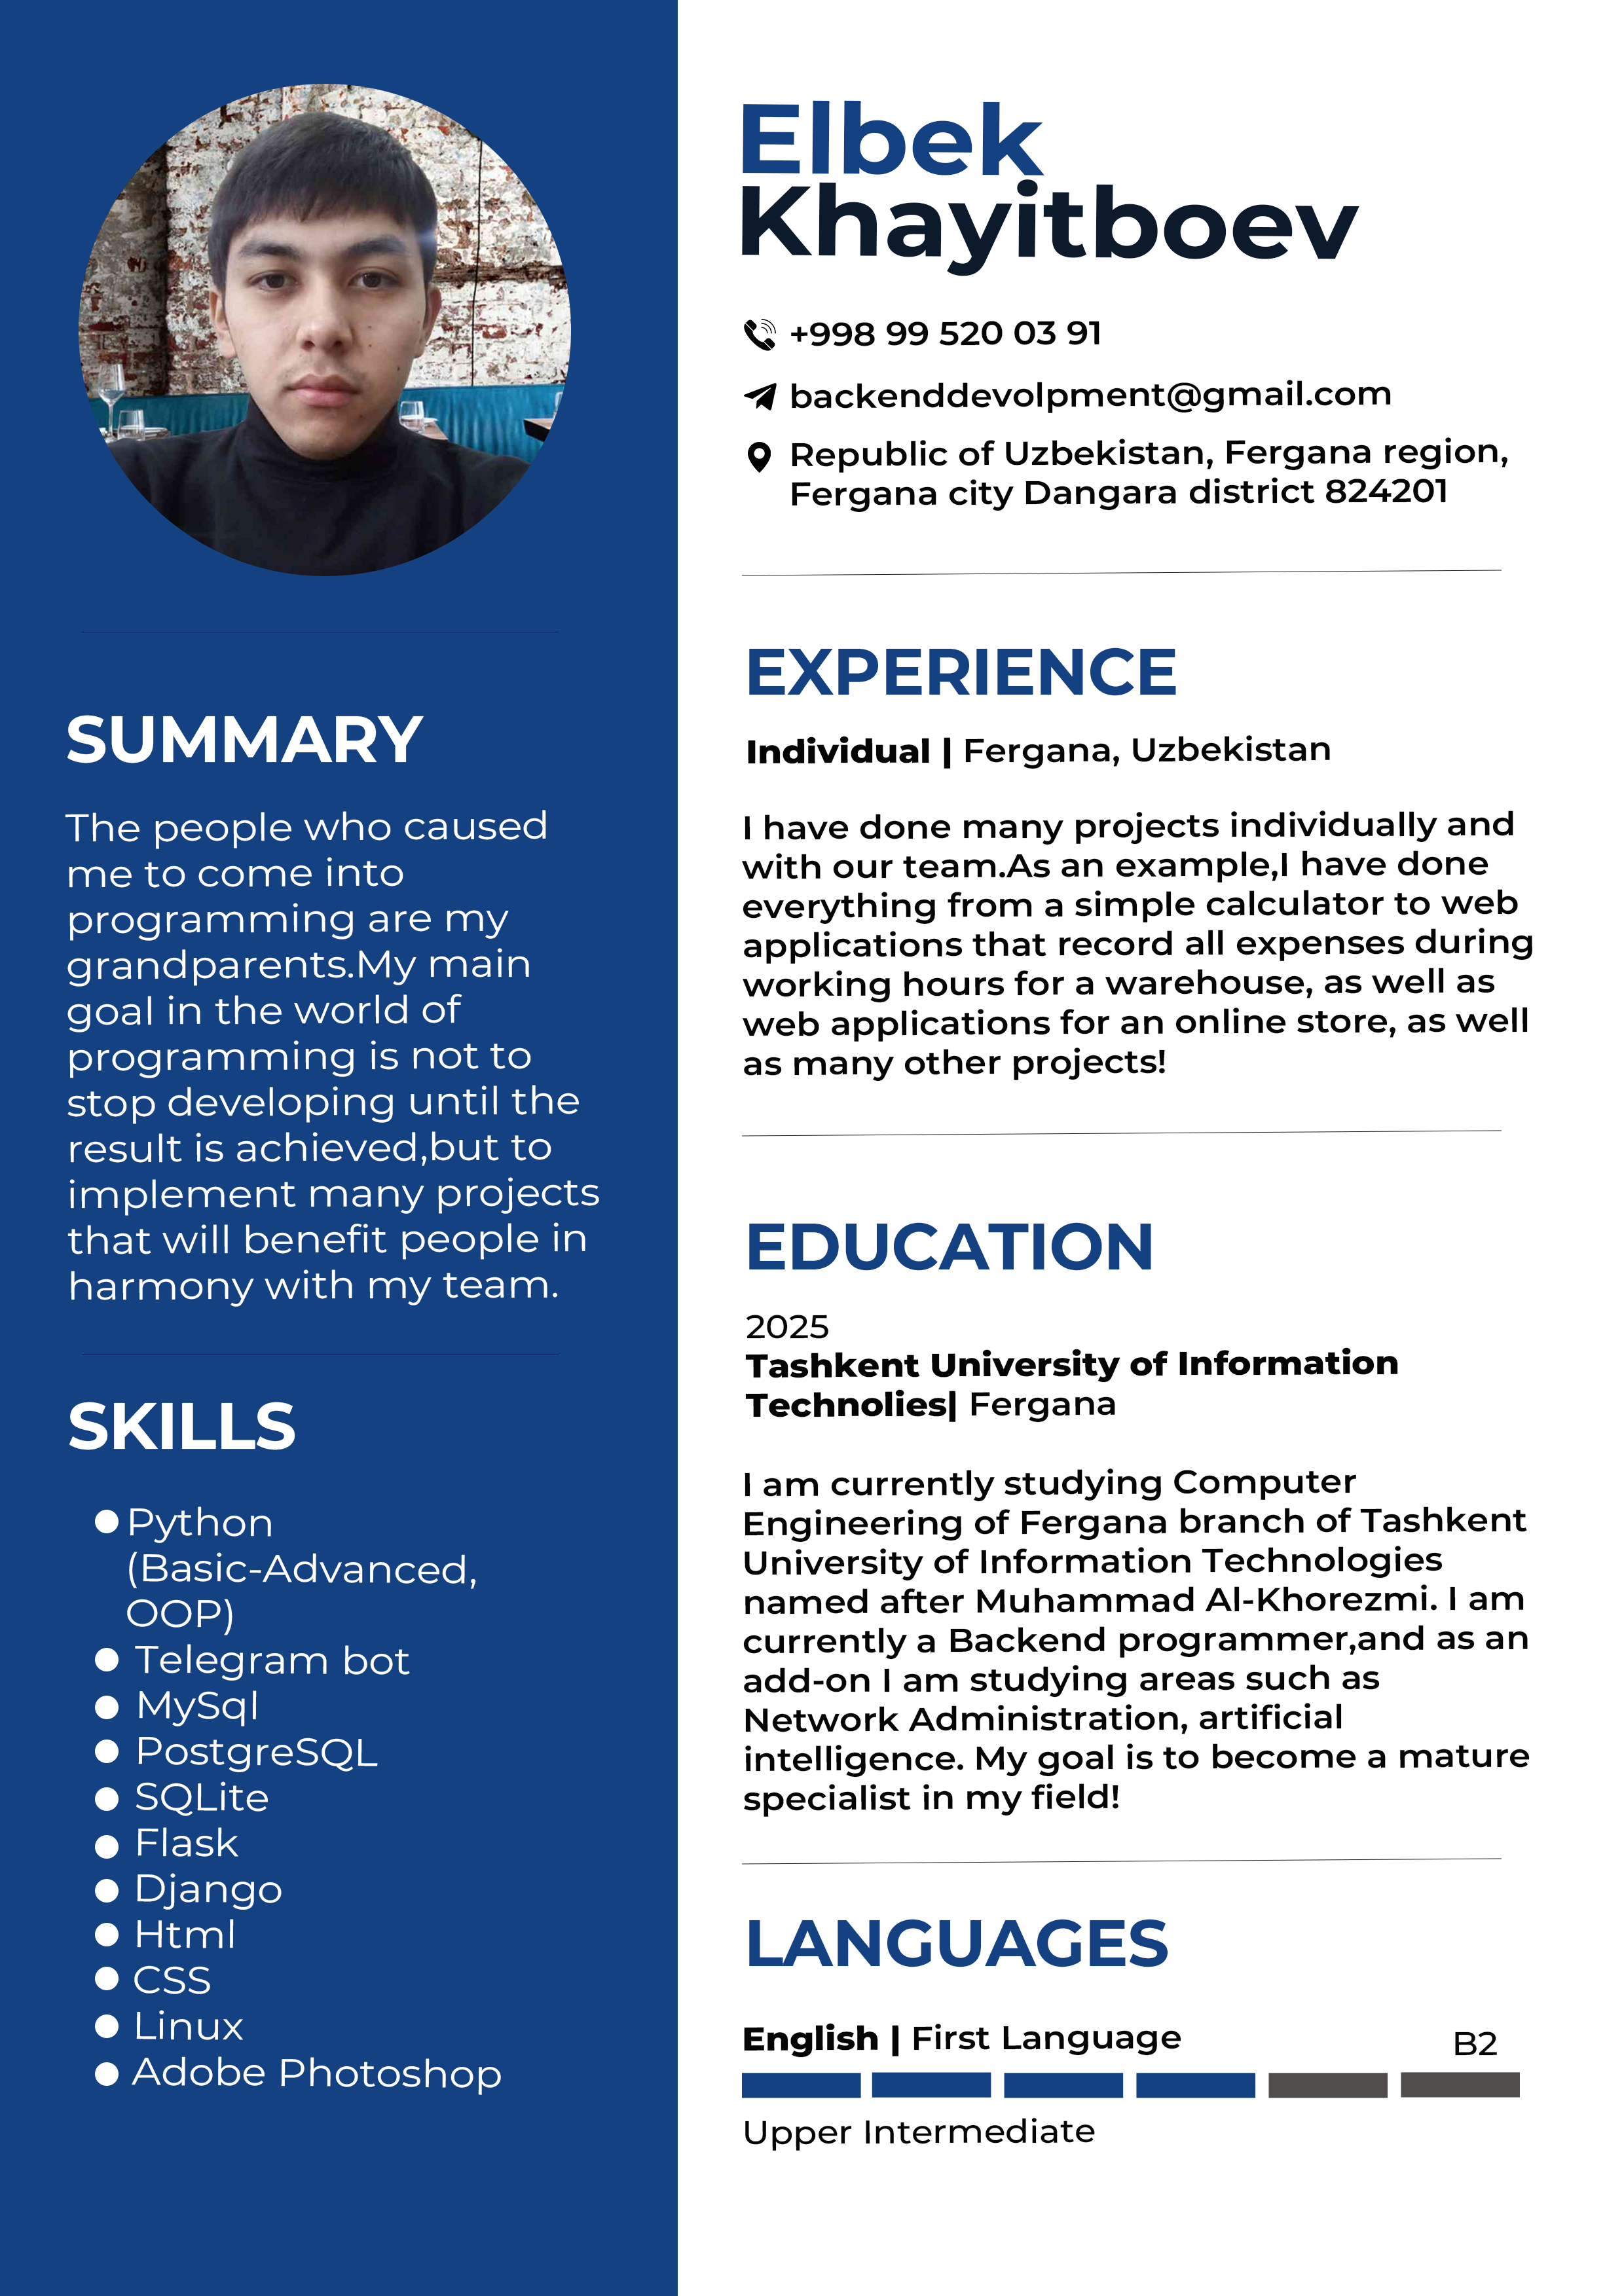 Elbek
Khayitboev
+998 99 520 03 91
backenddevolpment@gmail.com
Republic of Uzbekistan, Fergana region,
Fergana city Dangara district 824201
SUMMARY
The people who caused
me to come into
programming are my
grandparents.My main
goal in the world of
programming is not to
stop developing until the
result is achieved,but to
implement many projects
that will benefit people in
harmony with my team.
SKILLS
Python
(Basic-Advanced,
OOP)
Telegram bot
MySql
PostgreSQL
SQLite
Flask
Django
Html
CSS
Linux
Adobe Photoshop
EXPERIENCE
Individual | Fergana, Uzbekistan
I have done many projects individually and
with our team.As an example,I have done
everything from a simple calculator to web
applications that record all expenses during
working hours for a warehouse, as well as
web applications for an online store, as well
as many other projects!
EDUCATION
2025
Tashkent University of Information
Technolies| Fergana
I am currently studying Computer
Engineering of Fergana branch of Tashkent
University of Information Technologies
named after Muhammad Al-Khorezmi. I am
currently a Backend programmer,and as an
add-on I am studying areas such as
Network Administration, artificial
intelligence. My goal is to become a mature
specialist in my field!
LANGUAGES
English | First Language B2
Upper Intermediate